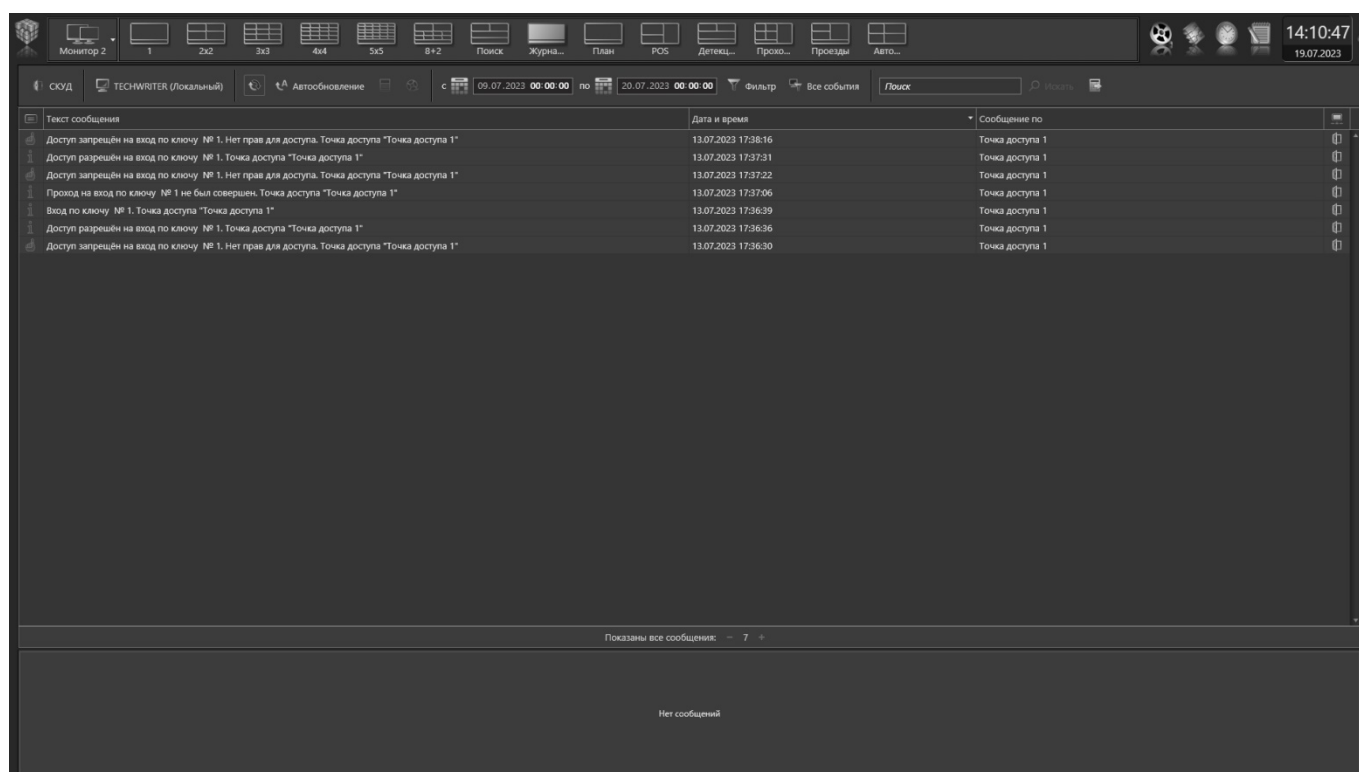 Монитор 2 1 2x2 3x3 4x4 5x5 8+2 Поиск Журна... План POS Детекц... Прохо... Проезды Авто... 14:10:47
19.07.2023
СКУД TECHWRITER (Локальный) Автообновление с 09.07.2023 00:00:00 по 20.07.2023 00:00:00 Фильтр Все события Поиск Искать
Текст сообщения Дата и время Сообщение по
Доступ запрещён на вход по ключу № 1. Нет прав для доступа. Точка доступа "Точка доступа 1" 13.07.2023 17:38:16 Точка доступа 1
Доступ разрешён на вход по ключу № 1. Точка доступа "Точка доступа 1" 13.07.2023 17:37:31 Точка доступа 1
Доступ запрещён на вход по ключу № 1. Нет прав для доступа. Точка доступа "Точка доступа 1" 13.07.2023 17:37:22 Точка доступа 1
Проход на вход по ключу № 1 не был совершен. Точка доступа "Точка доступа 1" 13.07.2023 17:37:06 Точка доступа 1
Вход по ключу № 1. Точка доступа "Точка доступа 1" 13.07.2023 17:36:39 Точка доступа 1
Доступ разрешён на вход по ключу № 1. Точка доступа "Точка доступа 1" 13.07.2023 17:36:36 Точка доступа 1
Доступ запрещён на вход по ключу № 1. Нет прав для доступа. Точка доступа "Точка доступа 1" 13.07.2023 17:36:30 Точка доступа 1
Показаны все сообщения: − 7 +
Нет сообщений